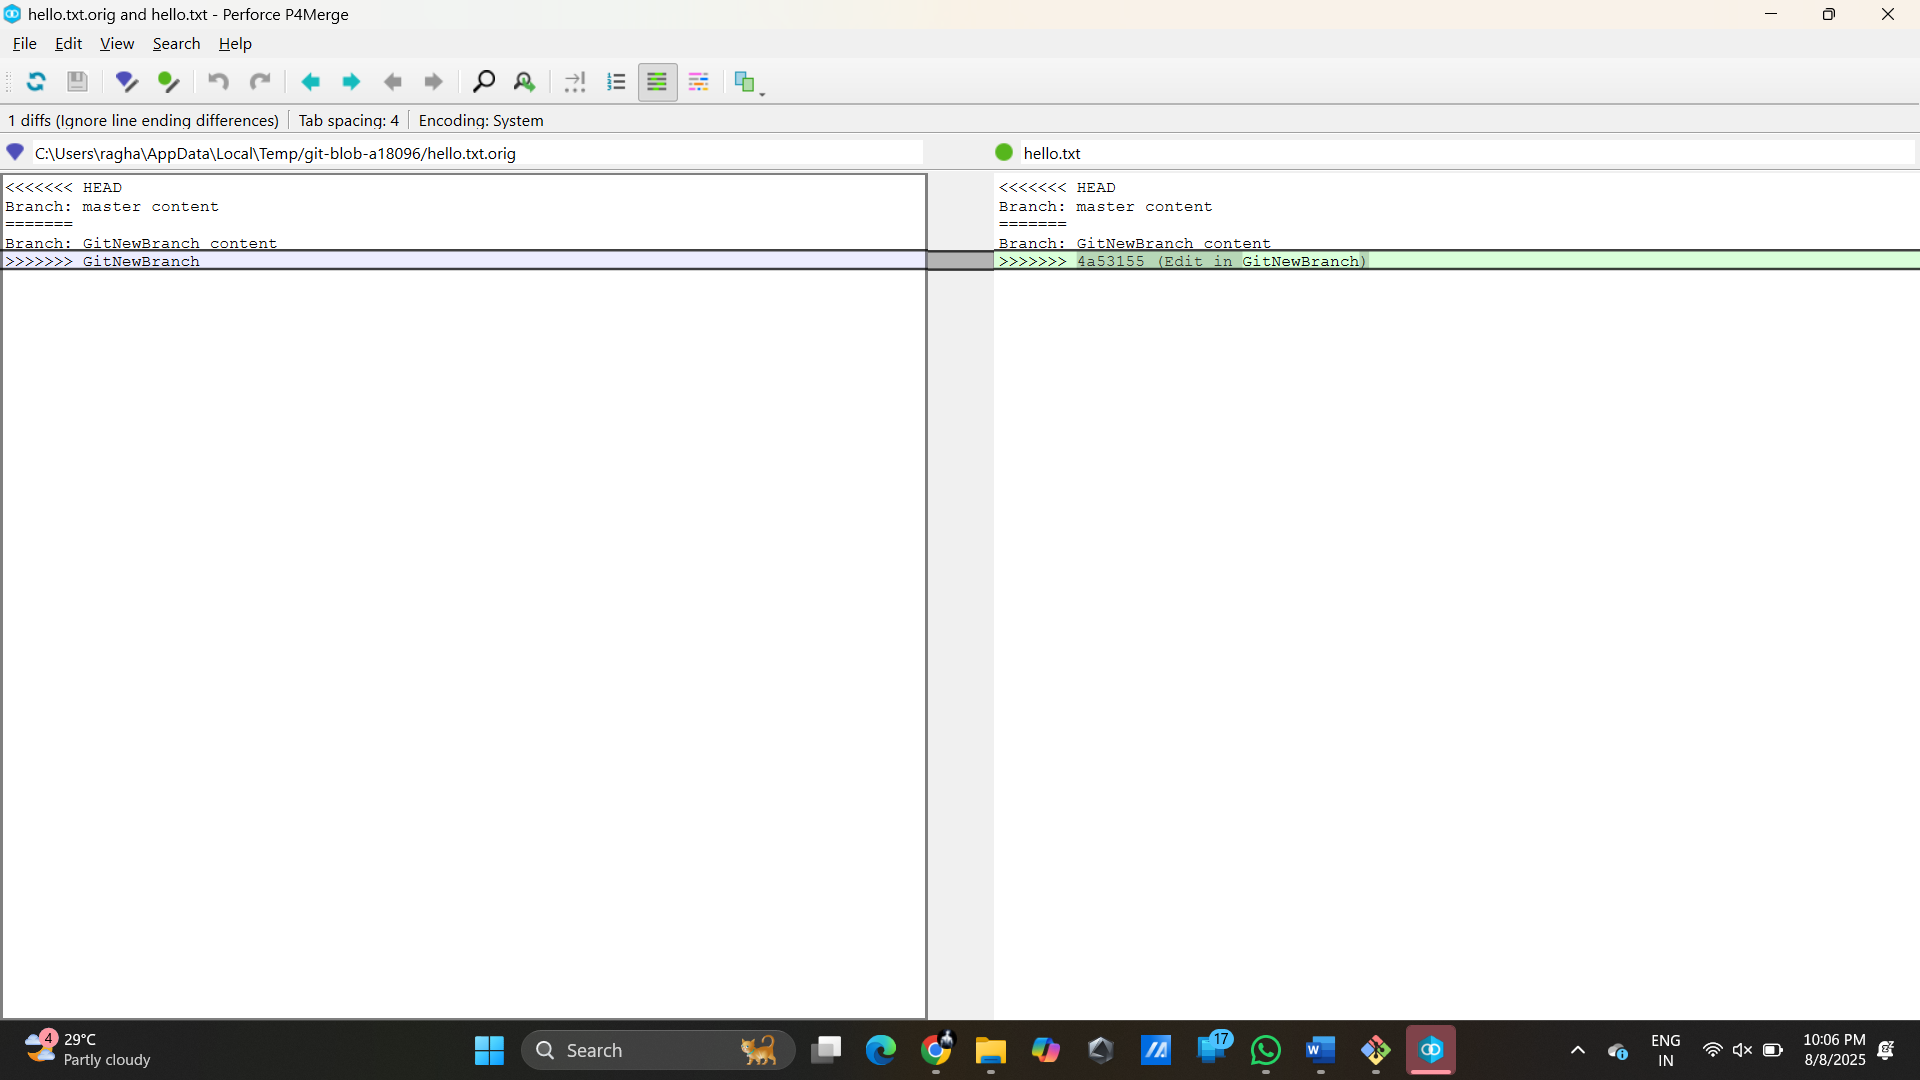 hello.txt.orig and hello.txt - Perforce P4Merge
File Edit View Search Help
1 diffs (Ignore line ending differences) Tab spacing: 4 Encoding: System
C:\Users\ragha\AppData\Local\Temp/git-blob-a18096/hello.txt.orig
<<<<<<< HEAD
Branch: master content
=======
Branch: GitNewBranch content
>>>>>>> GitNewBranch
hello.txt
<<<<<<< HEAD
Branch: master content
=======
Branch: GitNewBranch content
>>>>>>> 4a53155 (Edit in GitNewBranch)
4
29°C
Partly cloudy
Search
17
ENG
IN
10:06 PM
8/8/2025